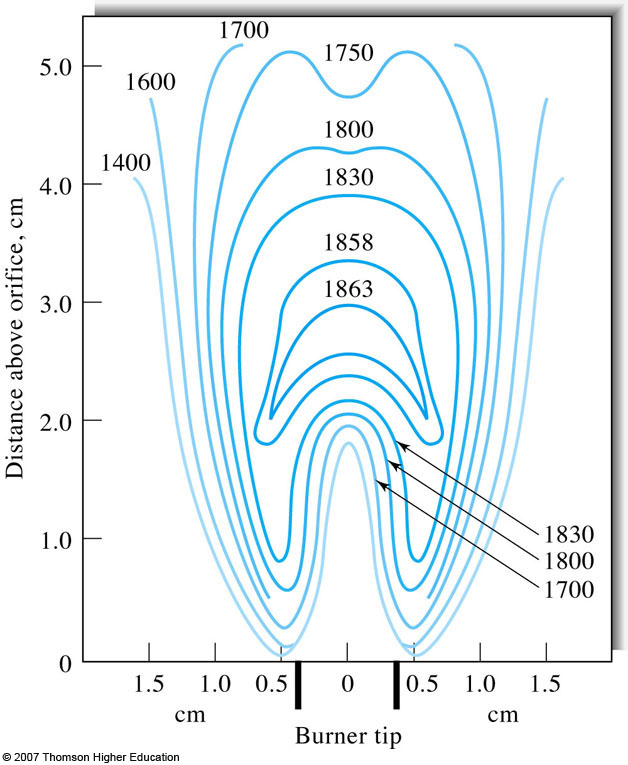 1700
5.0
1750
1600
1800
1400
4.0
1830
1858
3.0
1863
2.0
1.0
1830
1800
1700
0
1.5 1.0 0.5 0 0.5 1.0 1.5
cm
cm
Burner tip
Distance above orifice, cm
© 2007 Thomson Higher Education